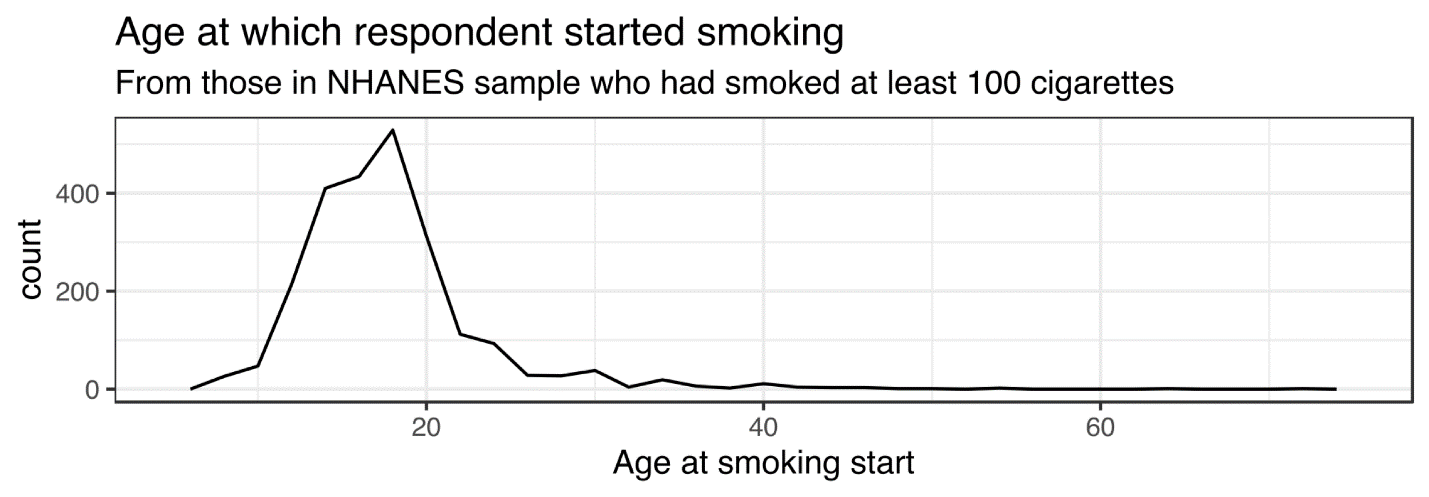 Age at which respondent started smoking
From those in NHANES sample who had smoked at least 100 cigarettes
count
400
200
0
20 40 60
Age at smoking start